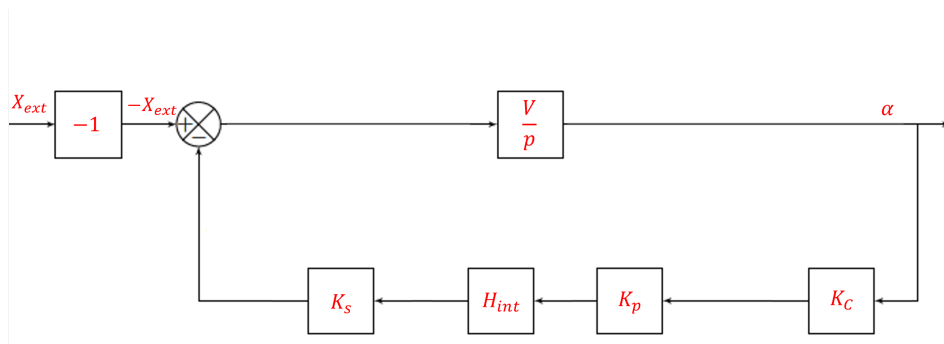 X_ext
−1
−X_ext
+
−
V
p
α
K_s
H_int
K_p
K_C